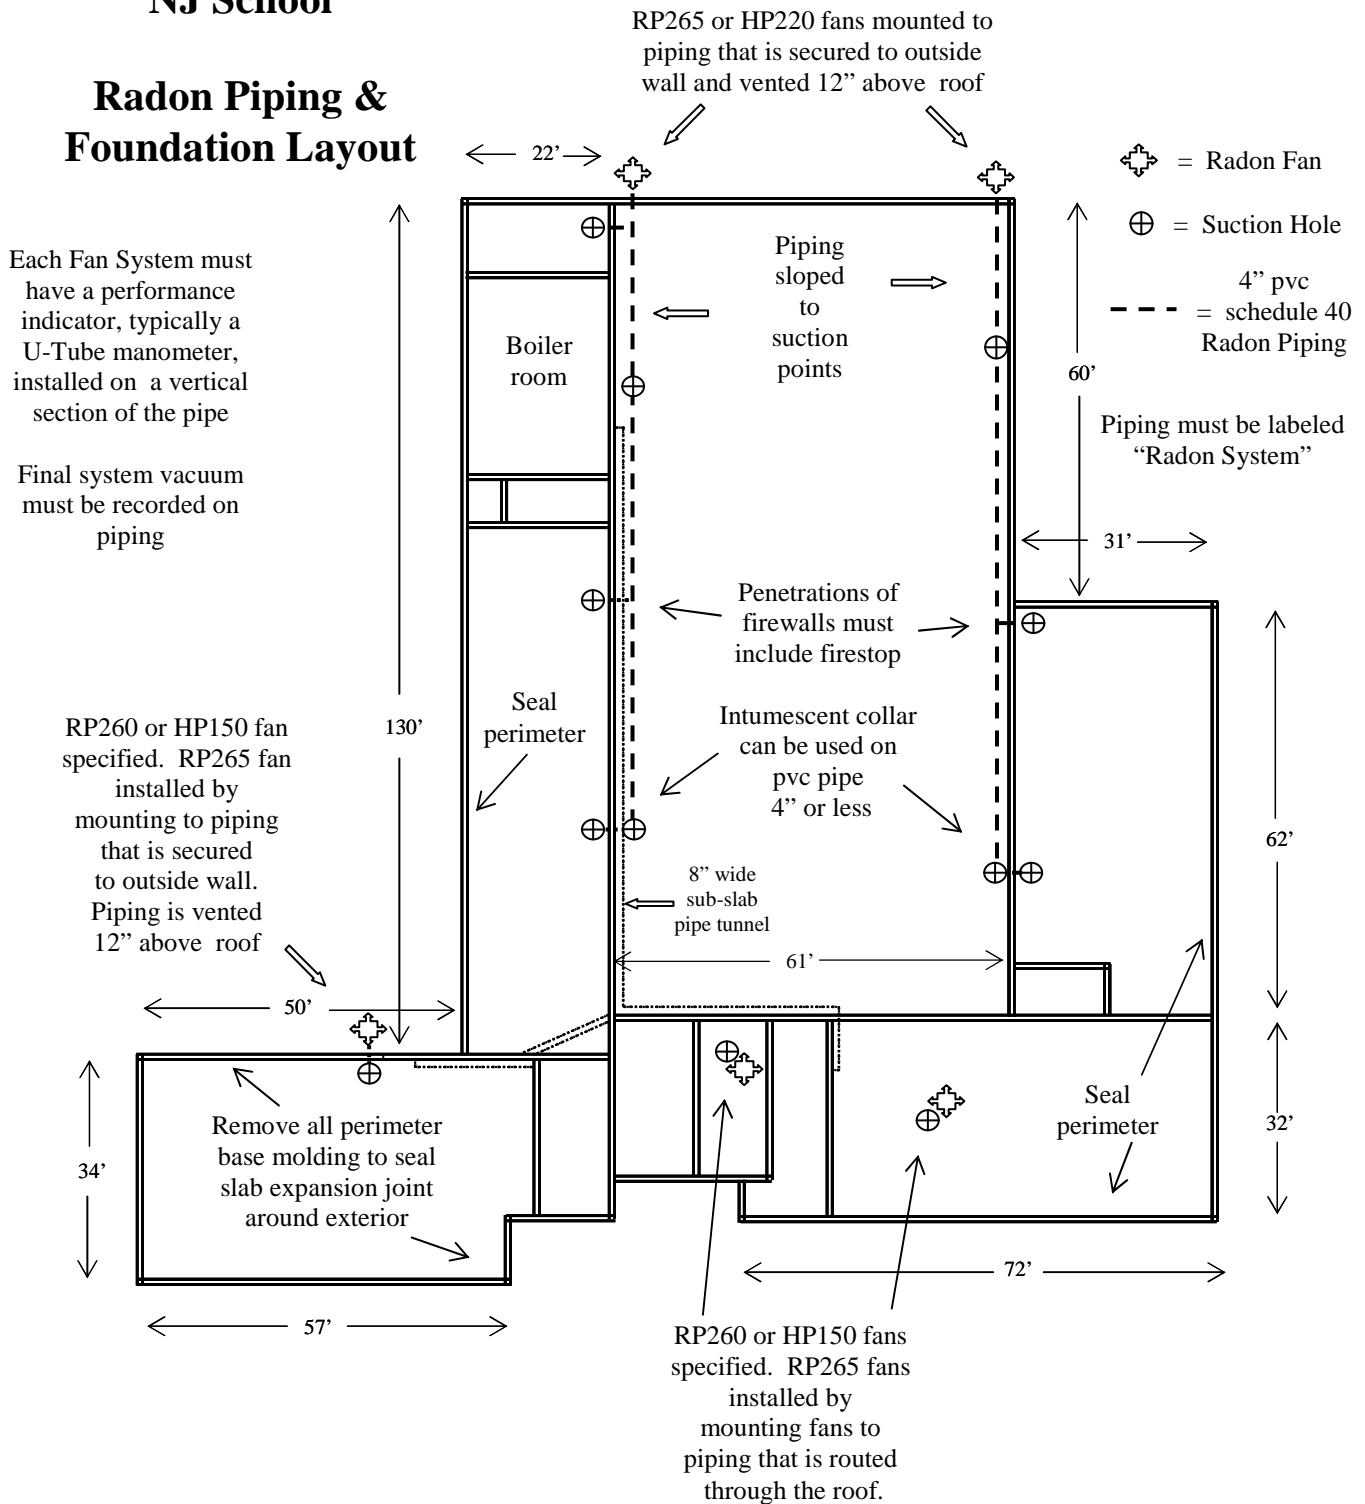 NJ School
Radon Piping &
Foundation Layout
RP265 or HP220 fans mounted to
piping that is secured to outside
wall and vented 12” above roof
22’
= Radon Fan
= Suction Hole
4” pvc
= schedule 40
Radon Piping
Each Fan System must
have a performance
indicator, typically a
U-Tube manometer,
installed on a vertical
section of the pipe
Final system vacuum
must be recorded on
piping
Boiler
room
Piping
sloped
to
suction
points
60’
Piping must be labeled
“Radon System”
31’
Penetrations of
firewalls must
include firestop
Seal
perimeter
130’
RP260 or HP150 fan
specified. RP265 fan
installed by
mounting to piping
that is secured
to outside wall.
Piping is vented
12” above roof
Intumescent collar
can be used on
pvc pipe
4” or less
62’
8” wide
sub-slab
pipe tunnel
61’
50’
34’
Remove all perimeter
base molding to seal
slab expansion joint
around exterior
Seal
perimeter
32’
72’
57’
RP260 or HP150 fans
specified. RP265 fans
installed by
mounting fans to
piping that is routed
through the roof.